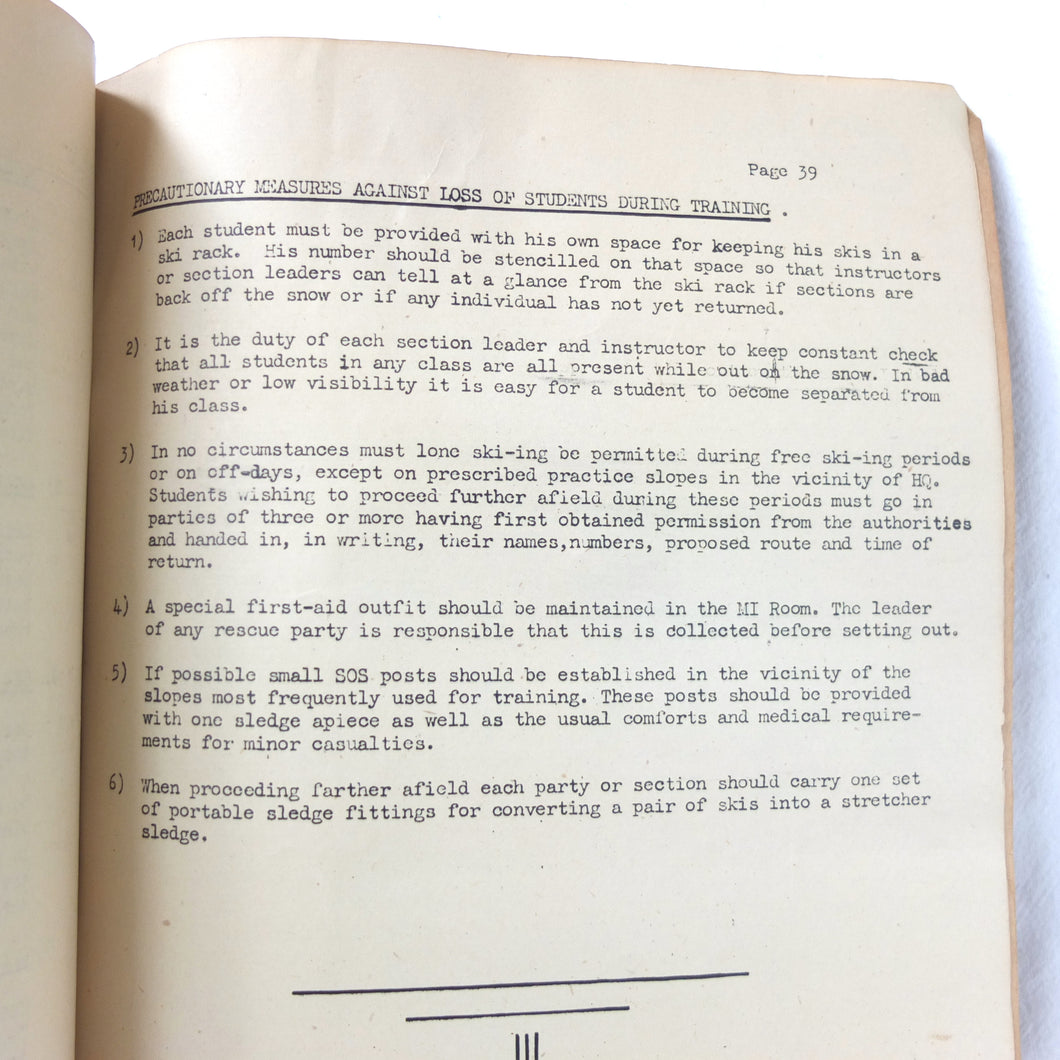 Page 39
PRECAUTIONARY MEASURES AGAINST LOSS OF STUDENTS DURING TRAINING .
1) Each student must be provided with his own space for keeping his skis in a
ski rack. His number should be stencilled on that space so that instructors
or section leaders can tell at a glance from the ski rack if sections are
back off the snow or if any individual has not yet returned.
2) It is the duty of each section leader and instructor to keep constant check
that all students in any class are all present while out on the snow. In bad
weather or low visibility it is easy for a student to become separated from
his class.
3) In no circumstances must lone ski-ing be permitted during free ski-ing periods
or on off-days, except on prescribed practice slopes in the vicinity of HQ.
Students wishing to proceed further afield during these periods must go in
parties of three or more having first obtained permission from the authorities
and handed in, in writing, their names,numbers, proposed route and time of
return.
4) A special first-aid outfit should be maintained in the MI Room. The leader
of any rescue party is responsible that this is collected before setting out.
5) If possible small SOS posts should be established in the vicinity of the
slopes most frequently used for training. These posts should be provided
with one sledge apiece as well as the usual comforts and medical require-
ments for minor casualties.
6) When proceeding farther afield each party or section should carry one set
of portable sledge fittings for converting a pair of skis into a stretcher
sledge.